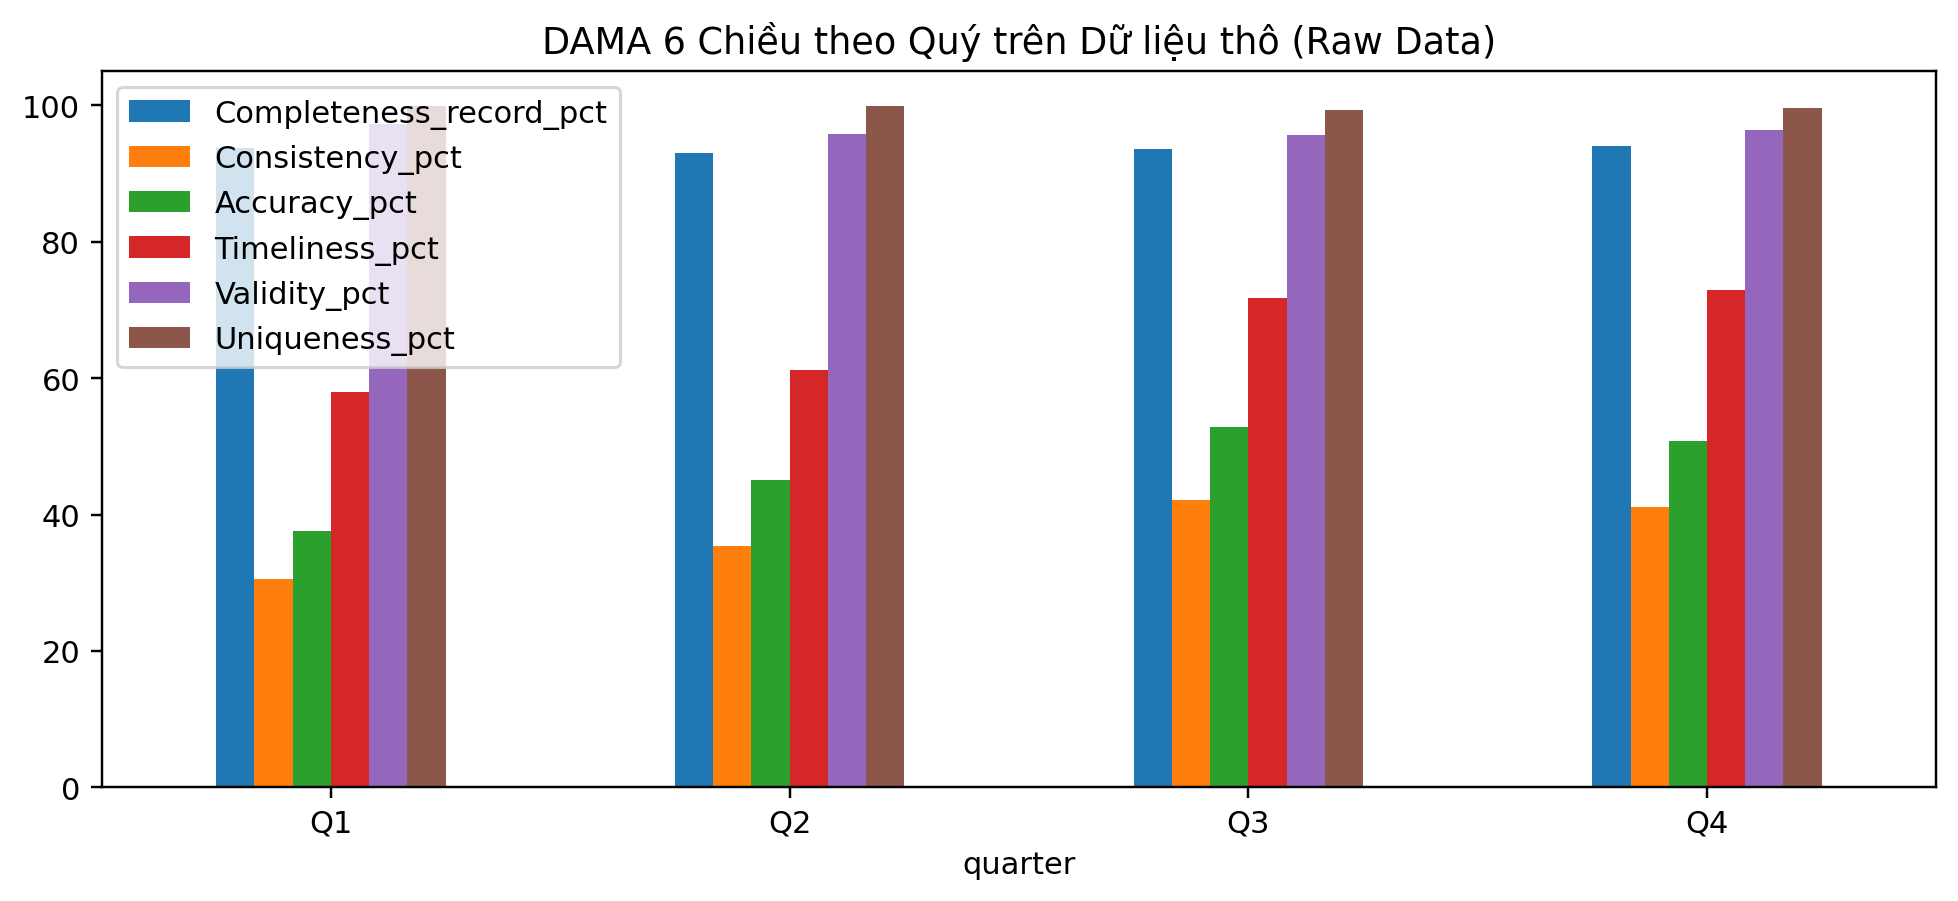 DAMA 6 Chiều theo Quý trên Dữ liệu thô (Raw Data)
100
80
60
40
20
0
Completeness_record_pct
Consistency_pct
Accuracy_pct
Timeliness_pct
Validity_pct
Uniqueness_pct
Q1 Q2 Q3 Q4
quarter